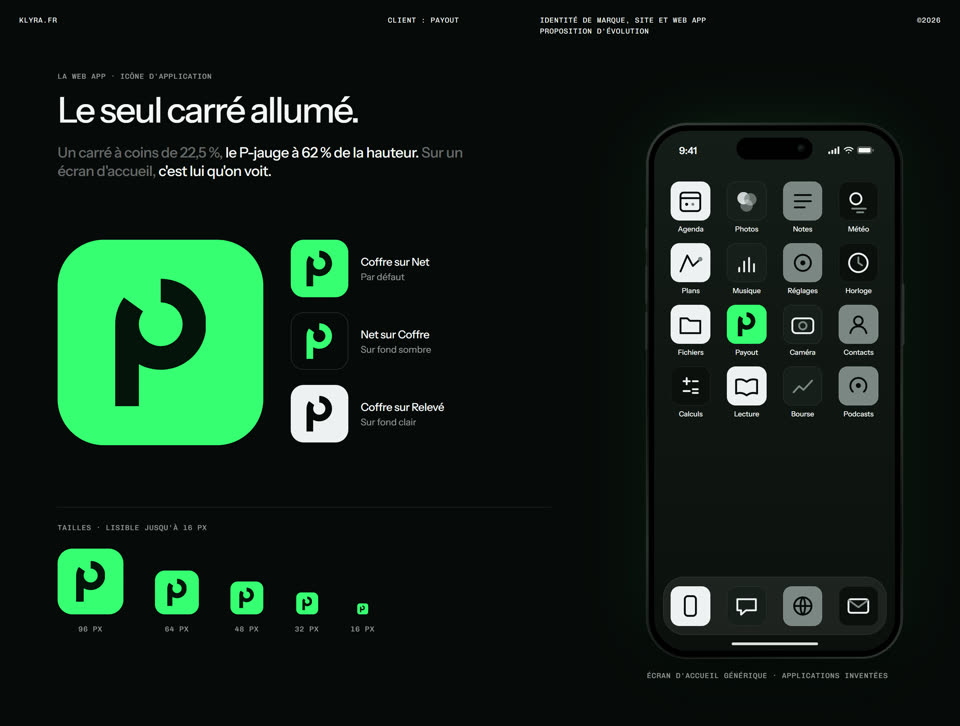 KLYRA.FR
CLIENT : PAYOUT
IDENTITÉ DE MARQUE, SITE ET WEB APP
PROPOSITION D'ÉVOLUTION
©2026
LA WEB APP · ICÔNE D'APPLICATION
Le seul carré allumé.
Un carré à coins de 22,5 %, le P-jauge à 62 % de la hauteur. Sur un
écran d'accueil, c'est lui qu'on voit.
Coffre sur Net
Par défaut
Net sur Coffre
Sur fond sombre
Coffre sur Relevé
Sur fond clair
TAILLES · LISIBLE JUSQU'À 16 PX
96 PX
64 PX
48 PX
32 PX
16 PX
9:41
Agenda
Photos
Notes
Météo
Plans
Musique
Réglages
Horloge
Fichiers
Payout
Caméra
Contacts
Calculs
Lecture
Bourse
Podcasts
ÉCRAN D'ACCUEIL GÉNÉRIQUE · APPLICATIONS INVENTÉES